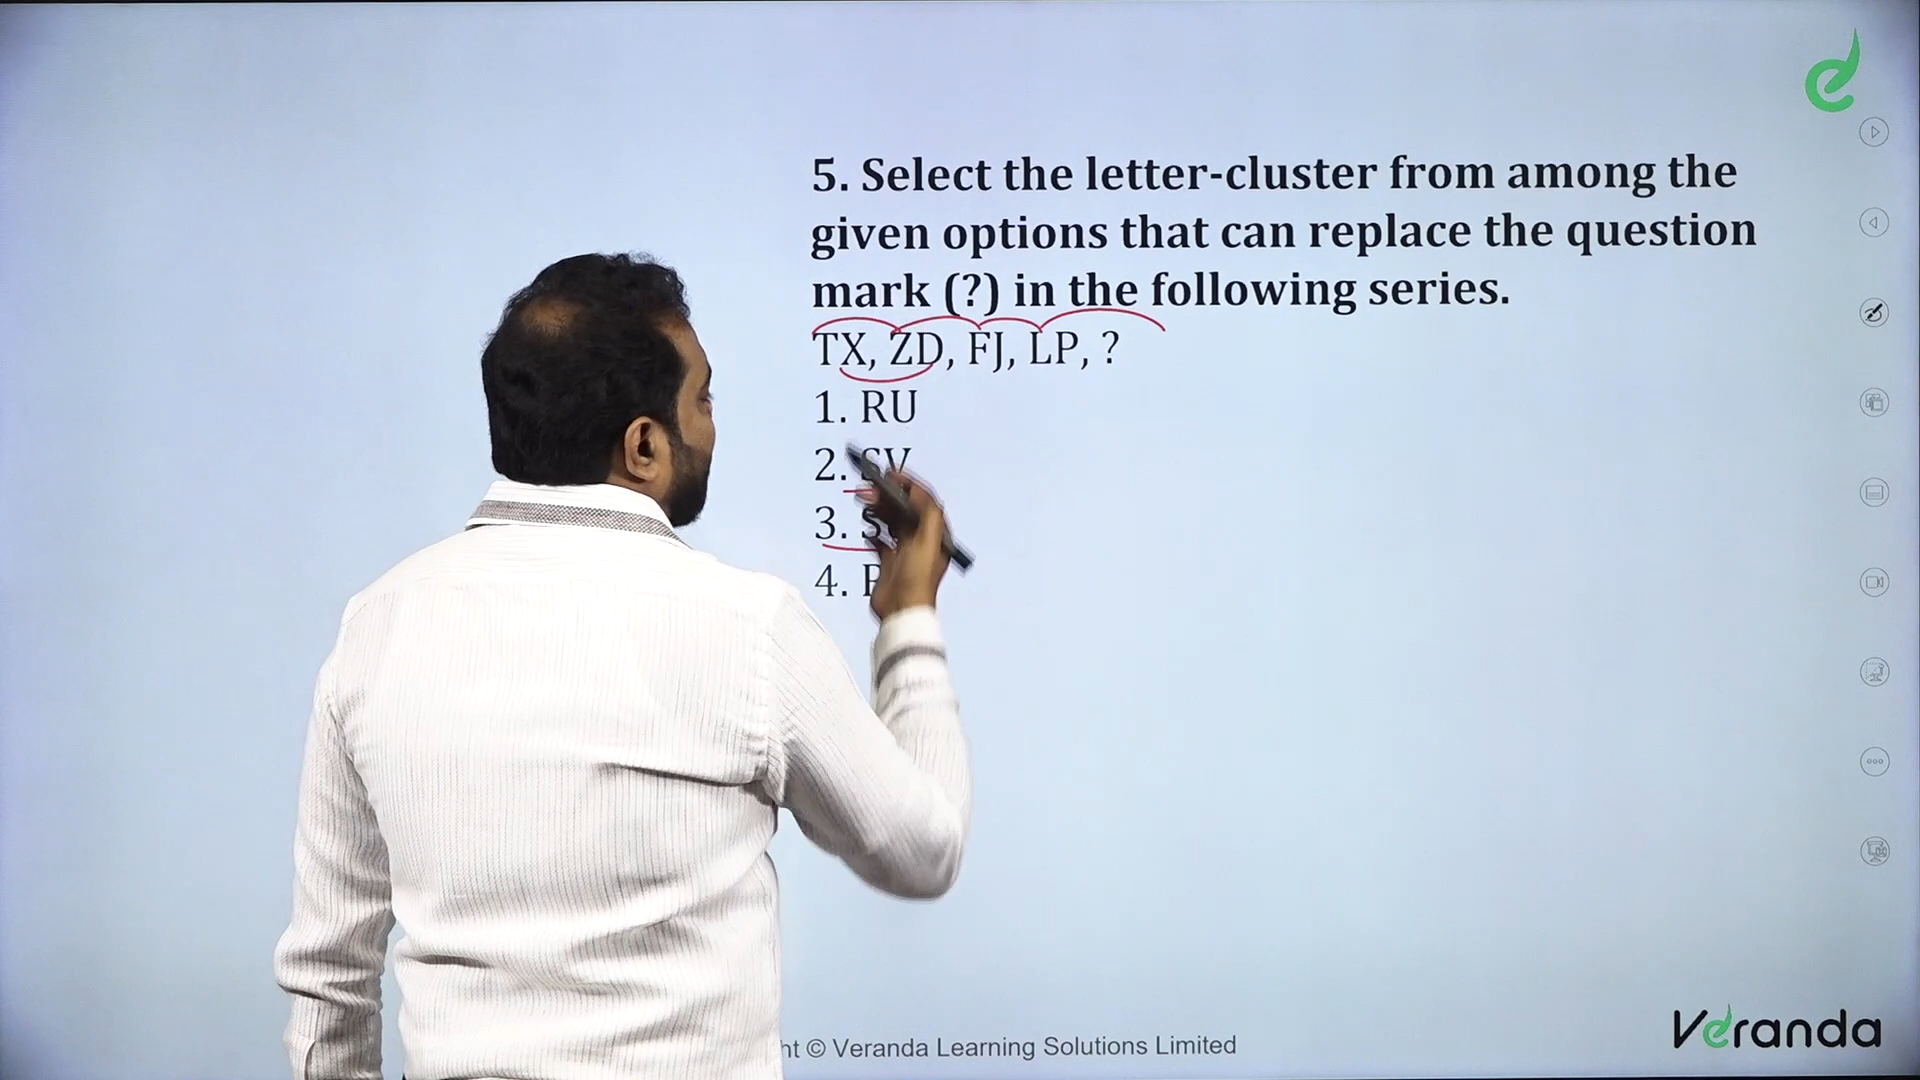 5. Select the letter-cluster from among the
given options that can replace the question
mark (?) in the following series.
TX, ZD, FJ, LP, ?
1. RU
2. SV
3.
4.
© Veranda Learning Solutions Limited
Veranda